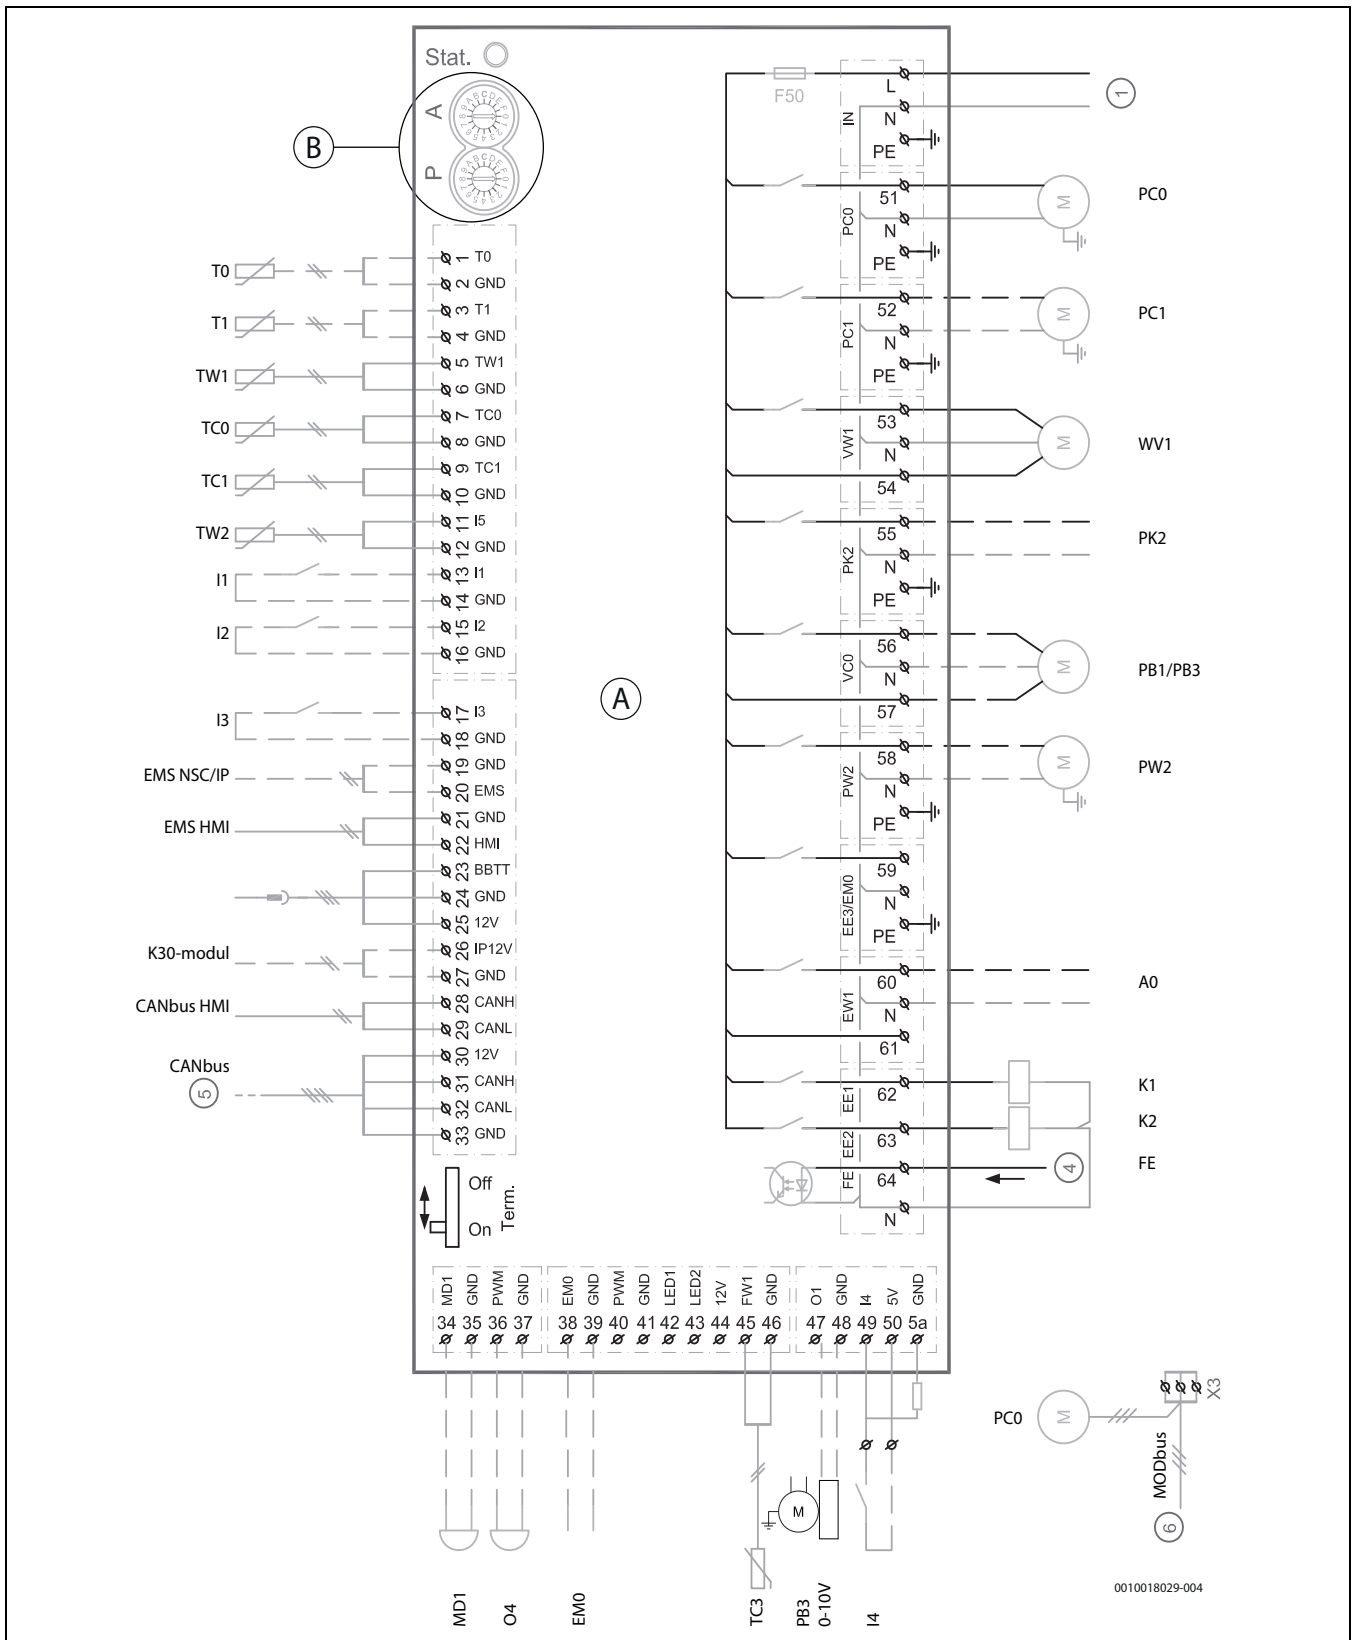 Stat.
A
P
B
F50
L
N
PE
IN
1
51
N
PE
PC0
PC0
M
52
N
PE
PC1
PC1
M
53
N
54
VW1
WV1
M
55
N
PE
PK2
PK2
56
N
57
VC0
PB1/PB3
M
58
N
PE
PW2
PW2
M
59
N
PE
EE3/EM0
60
N
61
EW1
A0
62
EE1
K1
63
EE2
K2
64
N
FE
4
FE
A
T0
1 T0
2 GND
T1
3 T1
4 GND
TW1
5 TW1
6 GND
TC0
7 TC0
8 GND
TC1
9 TC1
10 GND
TW2
11 I5
12 GND
I1
13 I1
14 GND
I2
15 I2
16 GND
I3
17 I3
18 GND
EMS NSC/IP
19 GND
20 EMS
EMS HMI
21 GND
22 HMI
23 BBTT
24 GND
25 12V
K30-modul
26 IP12V
27 GND
CANbus HMI
28 CANH
29 CANL
CANbus
5
30 12V
31 CANH
32 CANL
33 GND
Off
On
Term.
MD1 GND PWM GND EM0 GND PWM GND LED1 LED2 12V FW1 GND O1 GND I4 5V GND
34 35 36 37 38 39 40 41 42 43 44 45 46 47 48 49 50 5a
X3
PC0
M
MODbus
6
M
MD1
O4
EM0
TC3
PB3
0-10V
I4
0010018029-004